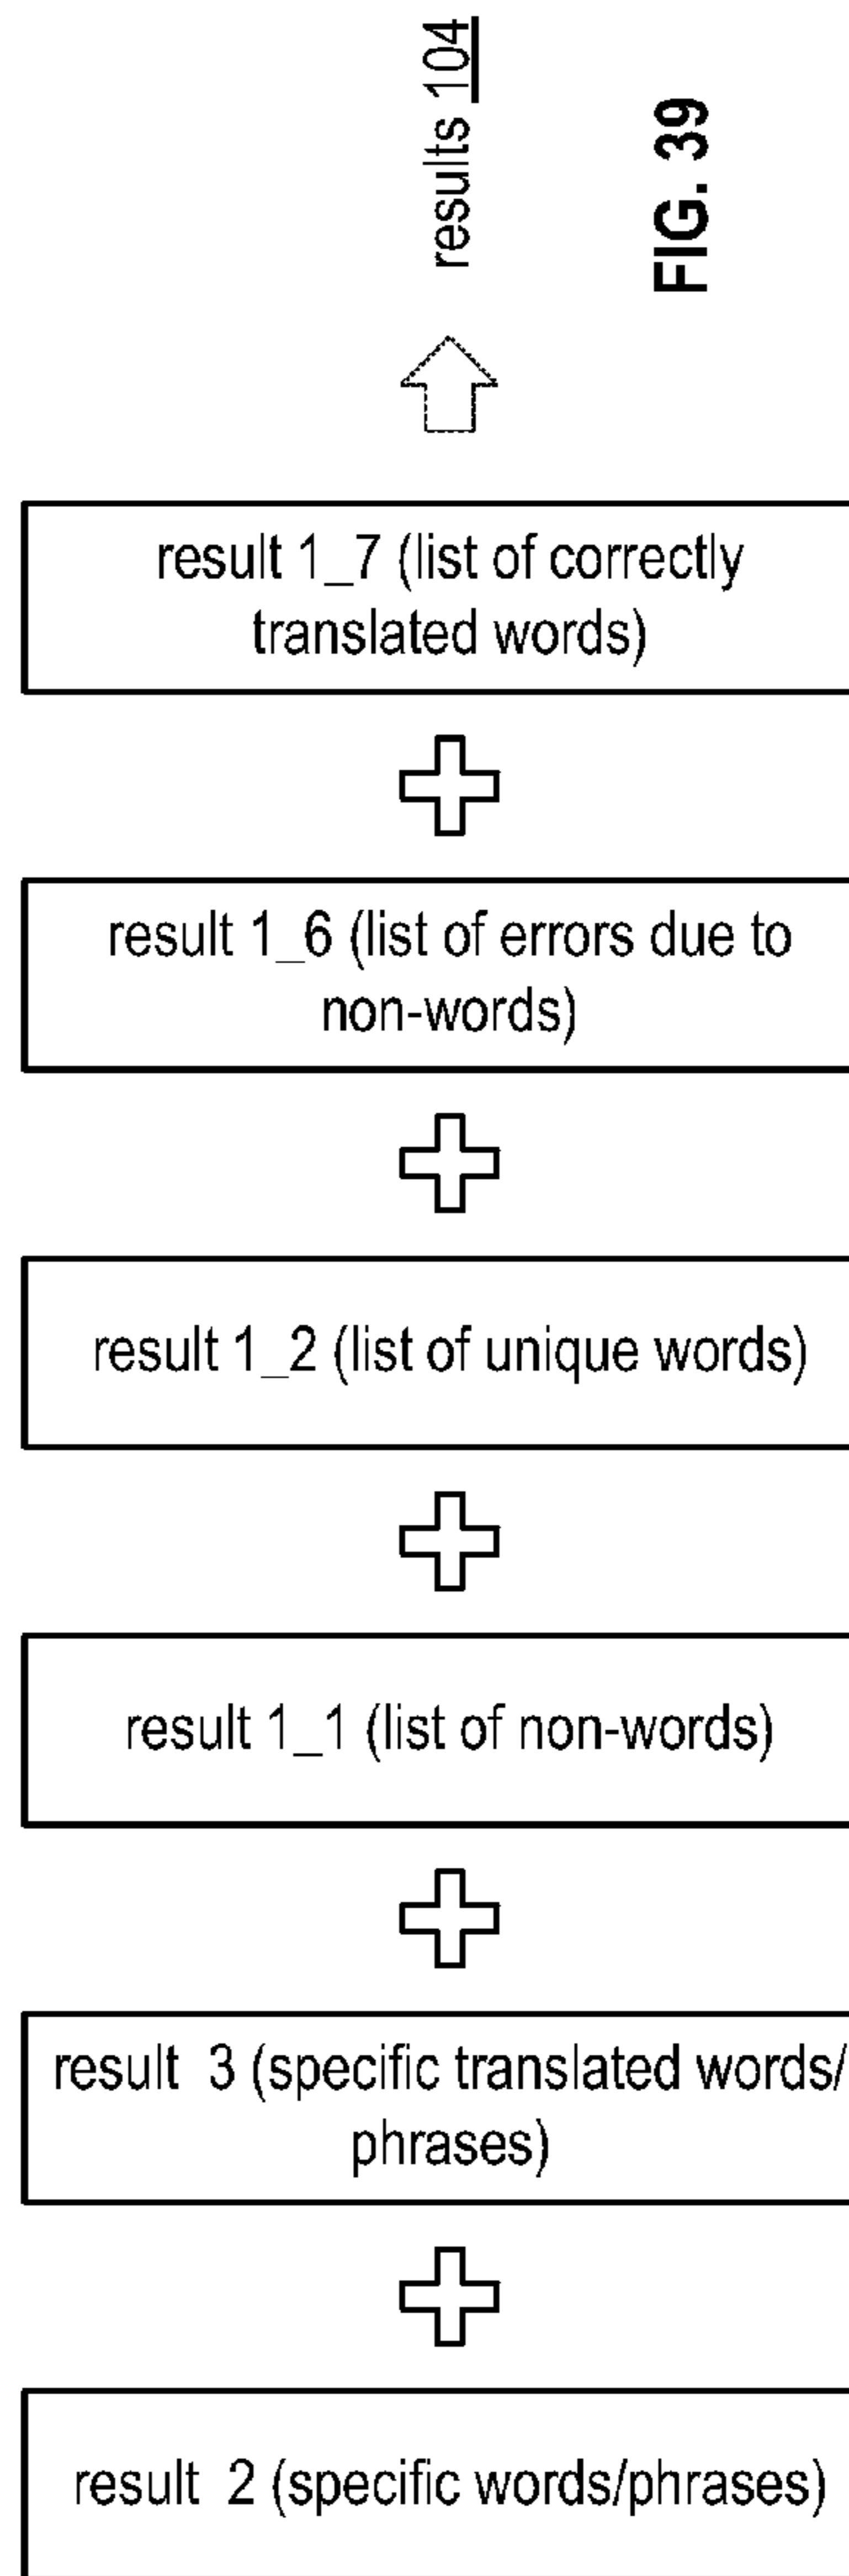 results 104
FIG. 39
result 1_7 (list of correctly
translated words)
result 1_6 (list of errors due to
non-words)
result 1_2 (list of unique words)
result 1_1 (list of non-words)
result 3 (specific translated words/
phrases)
result 2 (specific words/phrases)